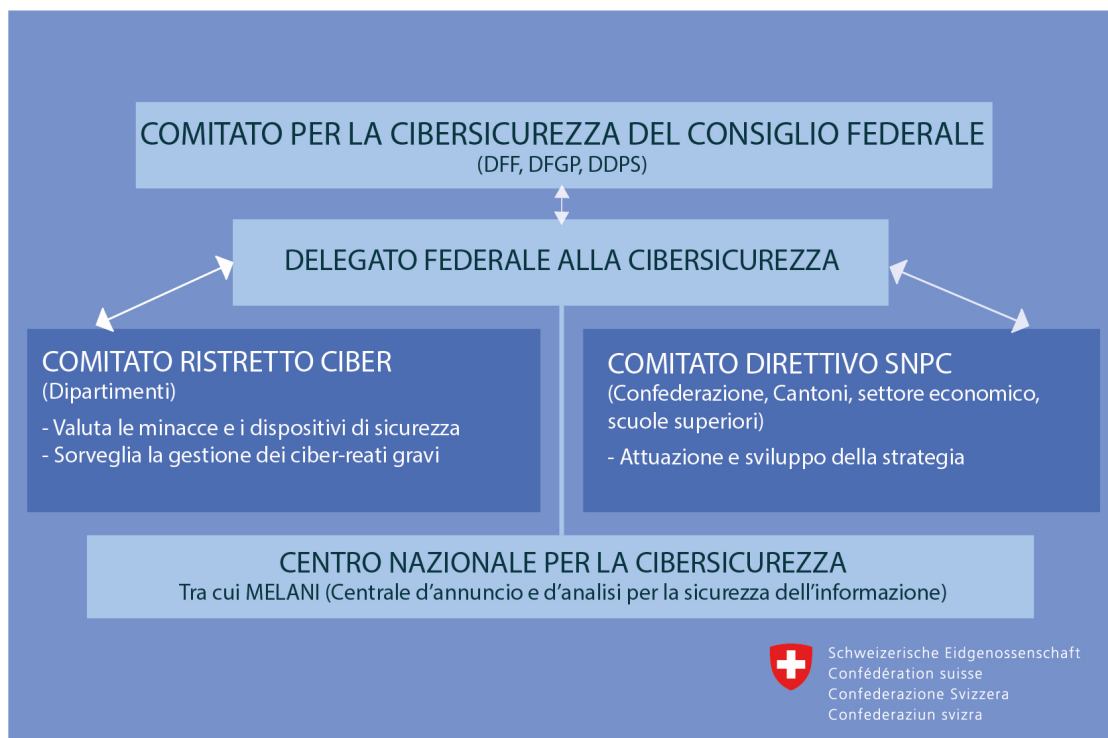 COMITATO PER LA CIBERSICUREZZA DEL CONSIGLIO FEDERALE
(DFF, DFGP, DDPS)
DELEGATO FEDERALE ALLA CIBERSICUREZZA
COMITATO RISTRETTO CIBER
(Dipartimenti)
- Valuta le minacce e i dispositivi di sicurezza
- Sorveglia la gestione dei ciber-reati gravi
COMITATO DIRETTIVO SNPC
(Confederazione, Cantoni, settore economico,
scuole superiori)
- Attuazione e sviluppo della strategia
CENTRO NAZIONALE PER LA CIBERSICUREZZA
Tra cui MELANI (Centrale d’annuncio e d’analisi per la sicurezza dell’informazione)
Schweizerische Eidgenossenschaft
Confédération suisse
Confederazione Svizzera
Confederaziun svizra